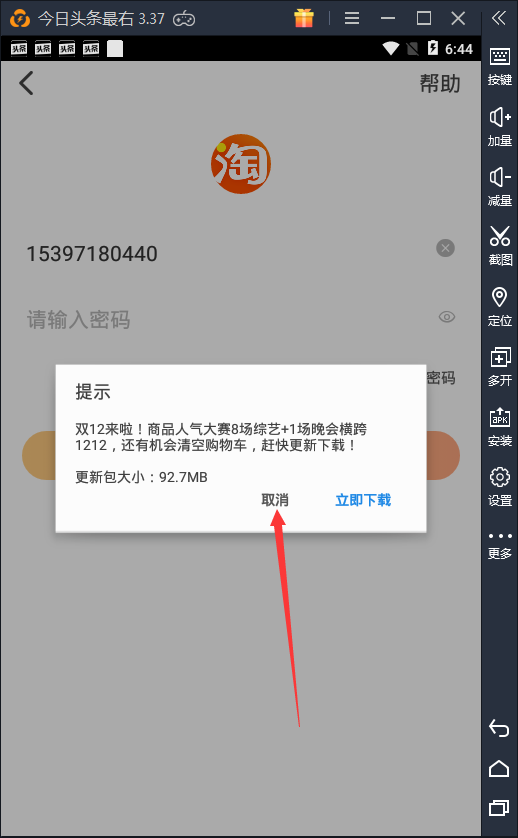 今日头条最右 3.37
头条 头条 头条 头条
6:44
帮助
淘
15397180440
请输入密码
密码
提示
双12来啦！商品人气大赛8场综艺+1场晚会横跨
1212，还有机会清空购物车，赶快更新下载！
更新包大小：92.7MB
取消 立即下载
按键
加量
减量
截图
定位
多开
APK
安装
设置
更多